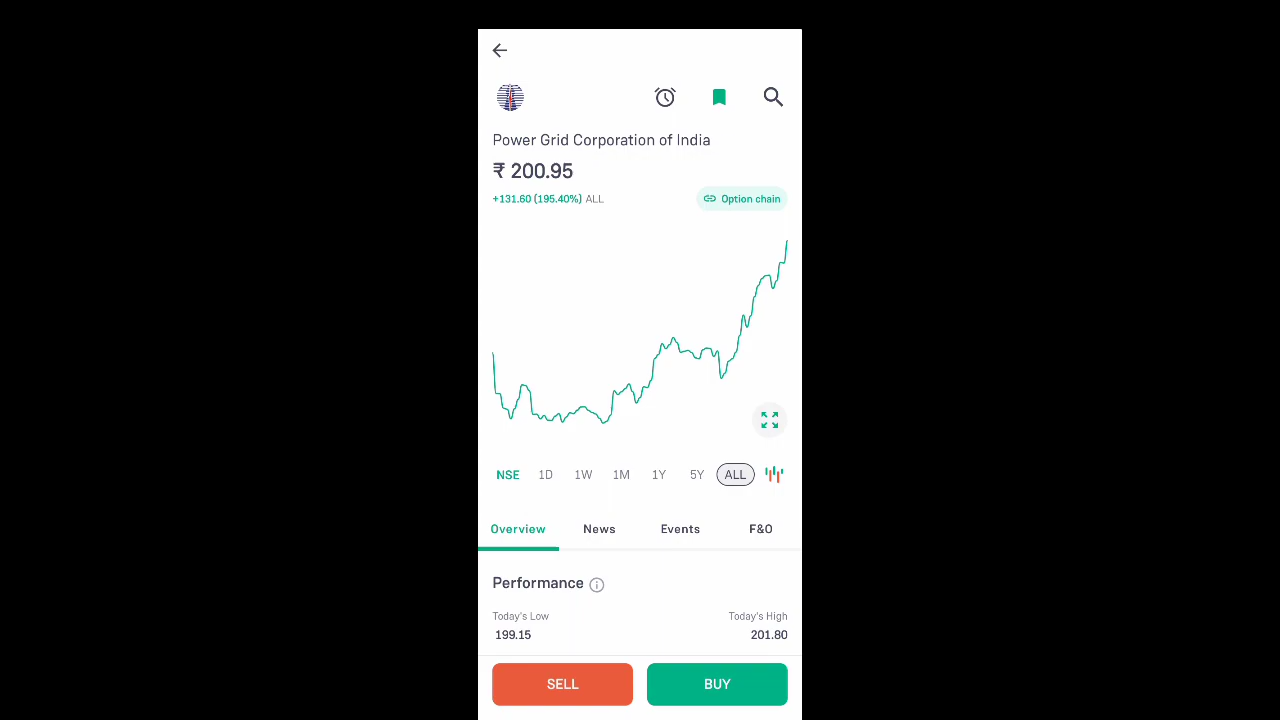 Power Grid Corporation of India
₹ 200.95
+131.60 (195.40%) ALL
Option chain
NSE 1D 1W 1M 1Y 5Y ALL
Overview News Events F&O
Performance
Today's Low Today's High
199.15 201.80
SELL BUY